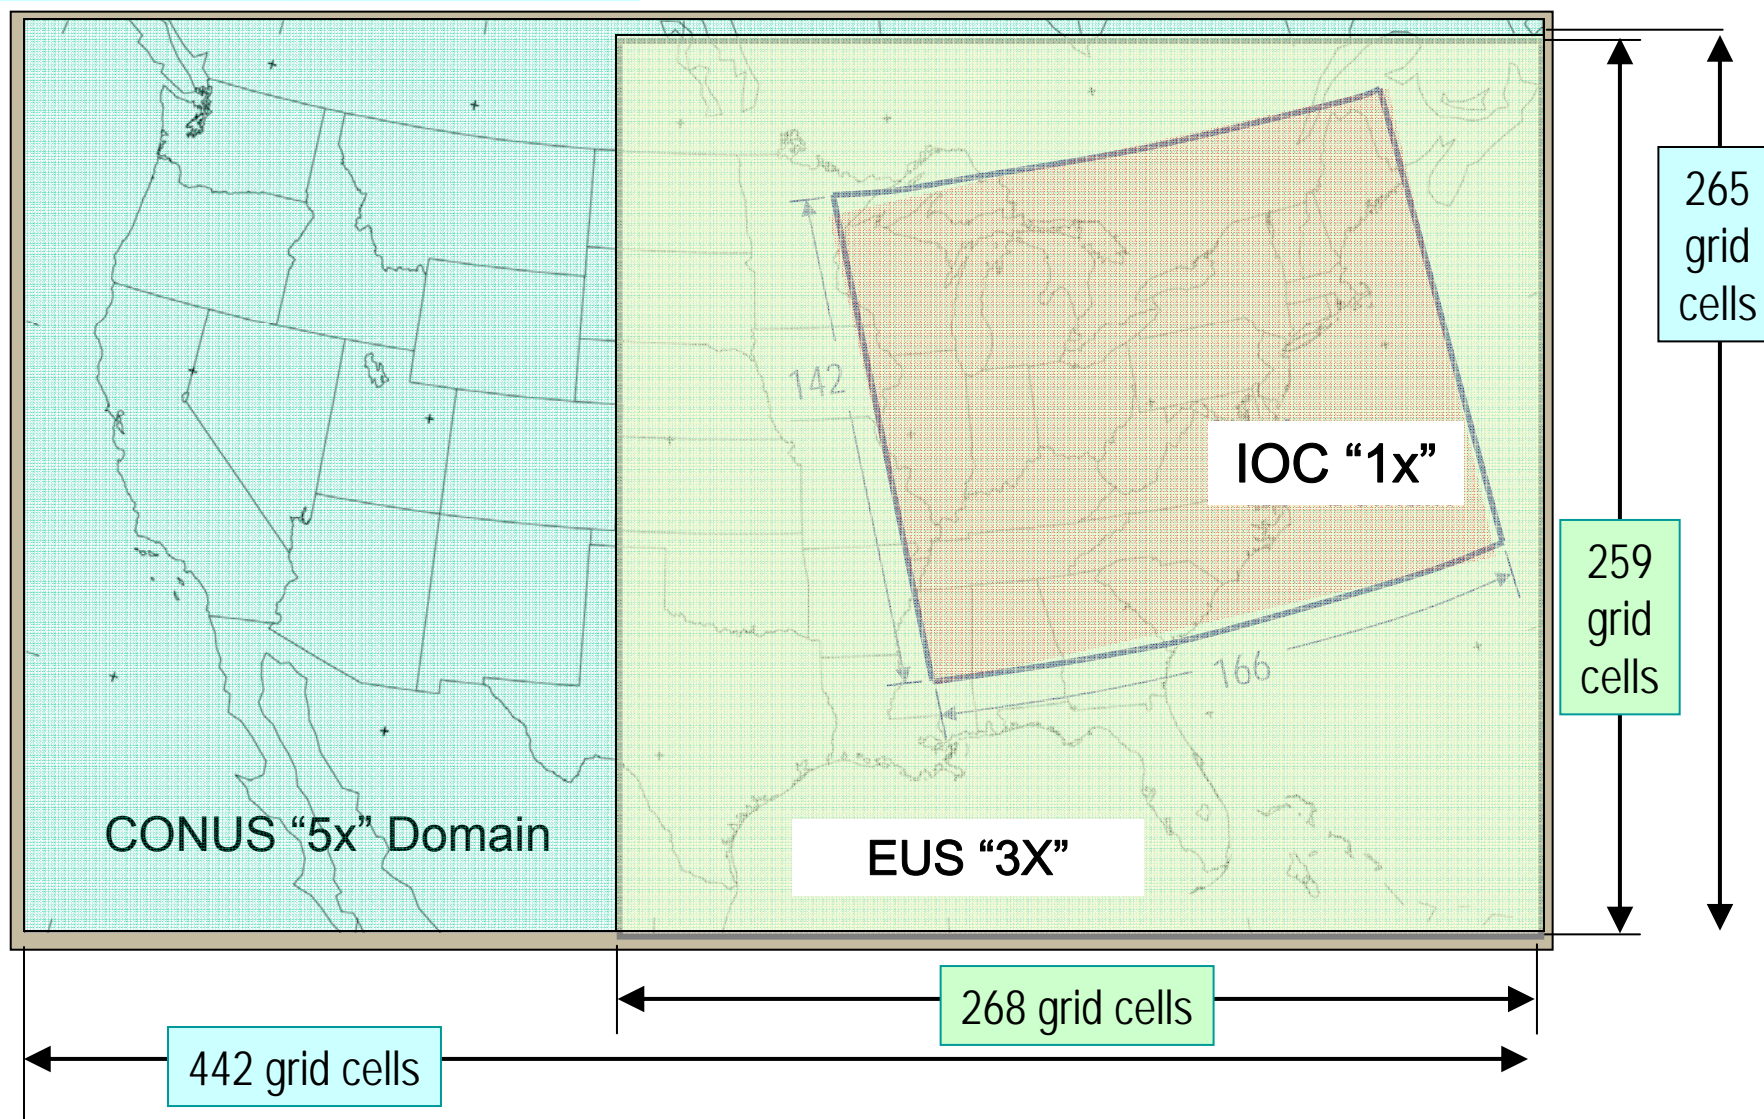 265
grid
cells
142
IOC “1x”
259
grid
cells
166
CONUS “5x” Domain
EUS “3X”
268 grid cells
442 grid cells